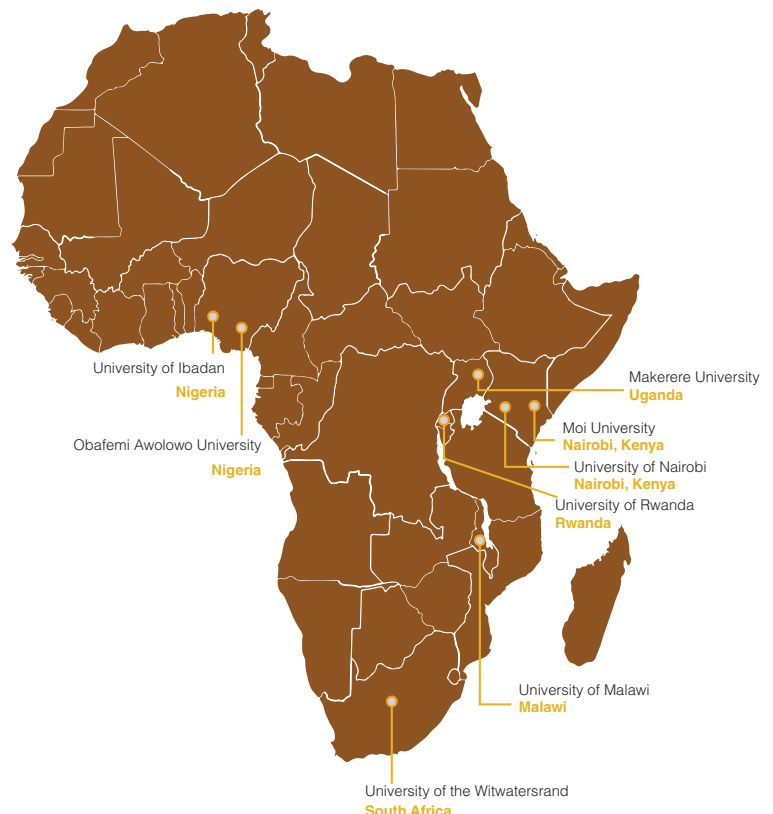 University of Ibadan
Nigeria
Obafemi Awolowo University
Nigeria
Makerere University
Uganda
Moi University
Nairobi, Kenya
University of Nairobi
Nairobi, Kenya
University of Rwanda
Rwanda
University of Malawi
Malawi
University of the Witwatersrand
South Africa